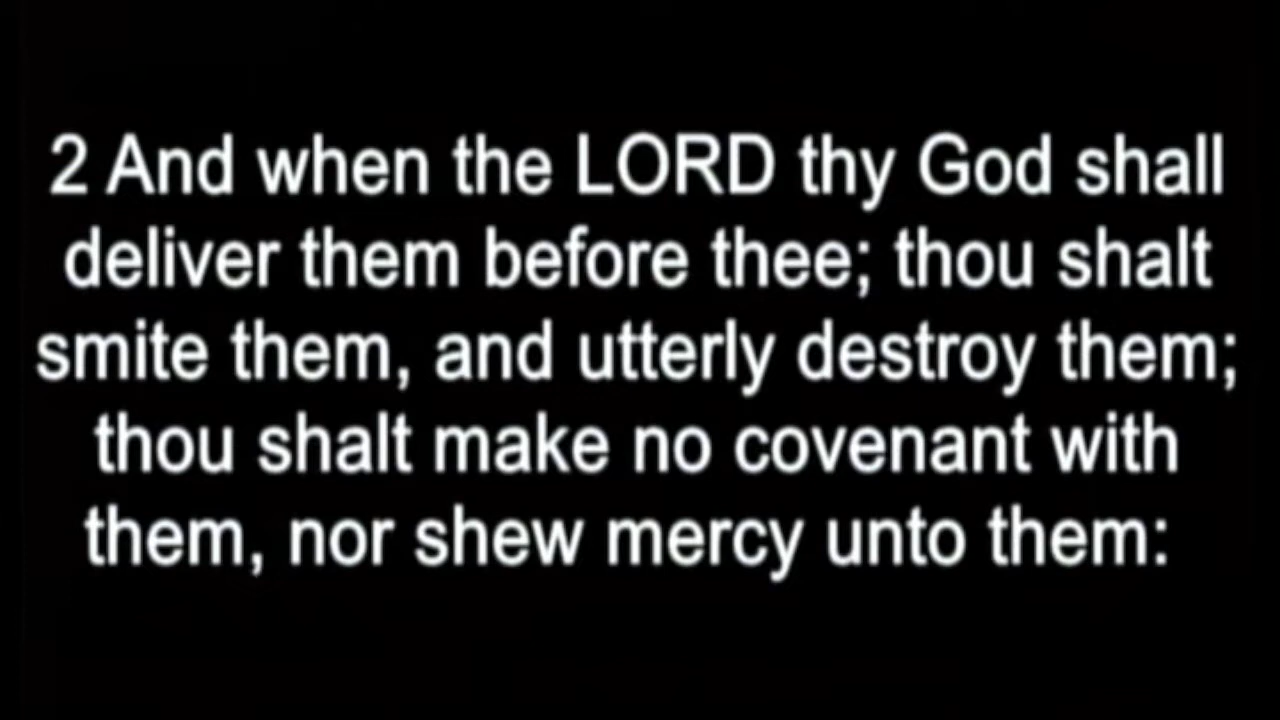 2 And when the LORD thy God shall
deliver them before thee; thou shalt
smite them, and utterly destroy them;
thou shalt make no covenant with
them, nor shew mercy unto them: